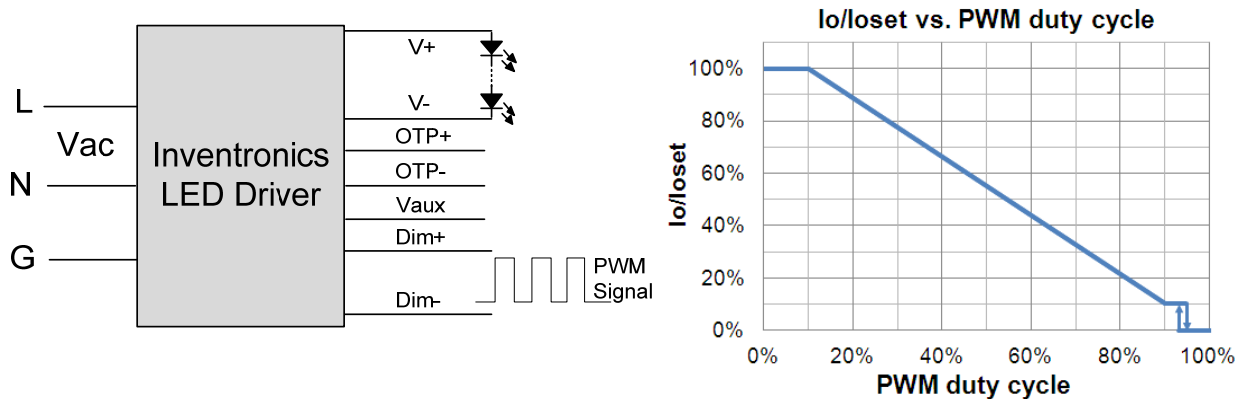 L
Vac
N
G
Inventronics
LED Driver
V+
V-
OTP+
OTP-
Vaux
Dim+
Dim-
PWM
Signal
Io/Ioset vs. PWM duty cycle
Io/Ioset
100%
80%
60%
40%
20%
0%
0% 20% 40% 60% 80% 100%
PWM duty cycle